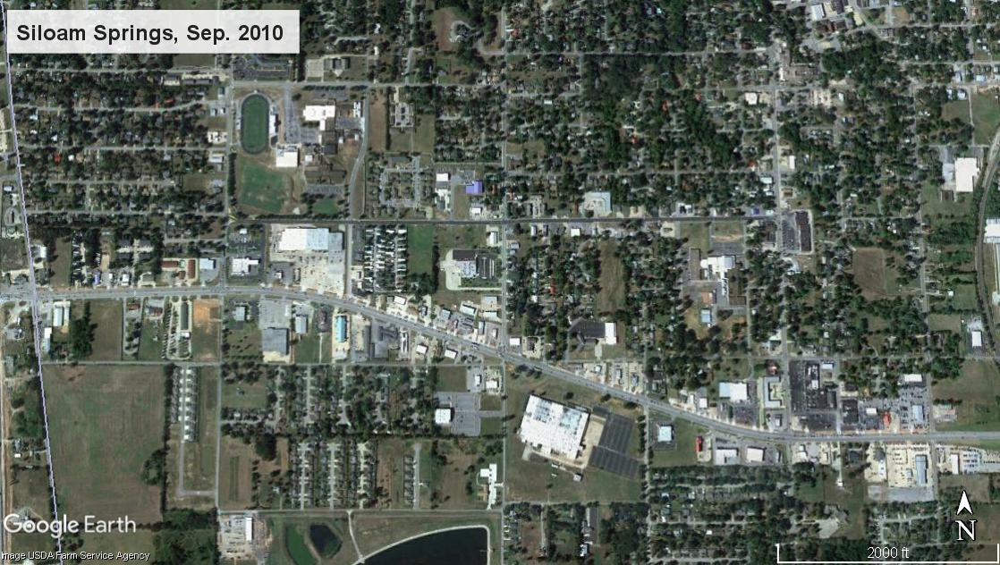 Siloam Springs, Sep. 2010
Google Earth
Image USDA Farm Service Agency
N
2000 ft